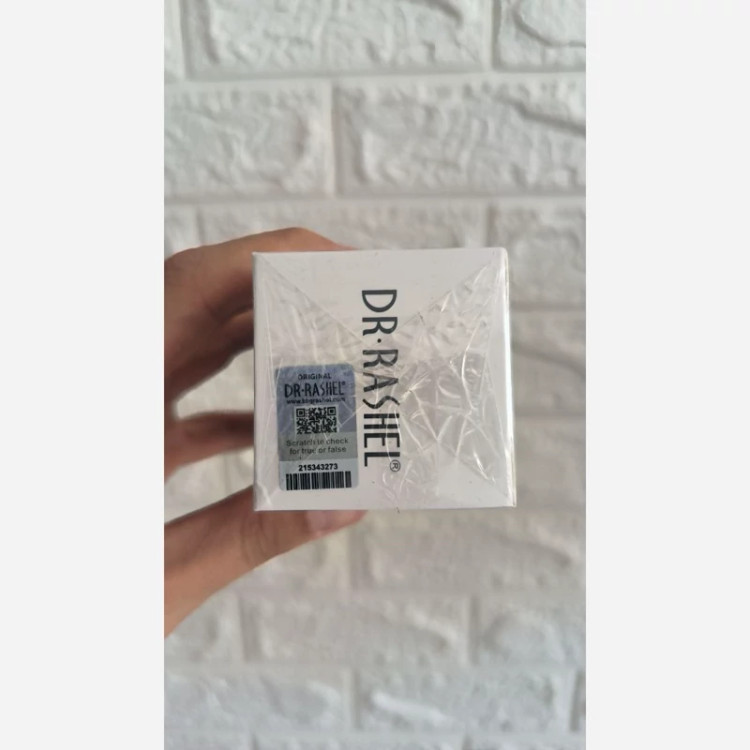 DR·RASHEL®
ORIGINAL
DR·RASHEL®
Scratch to check
for true or false
215343273